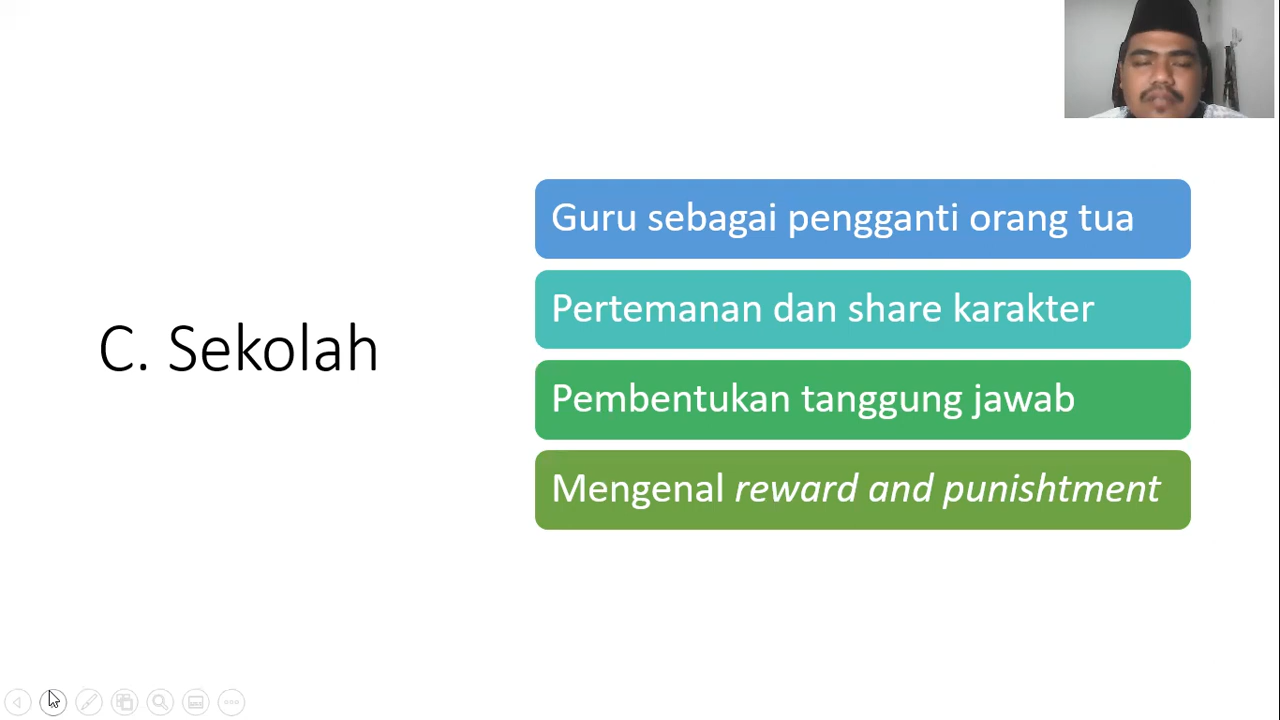 C. Sekolah
Guru sebagai pengganti orang tua
Pertemanan dan share karakter
Pembentukan tanggung jawab
Mengenal reward and punishtment